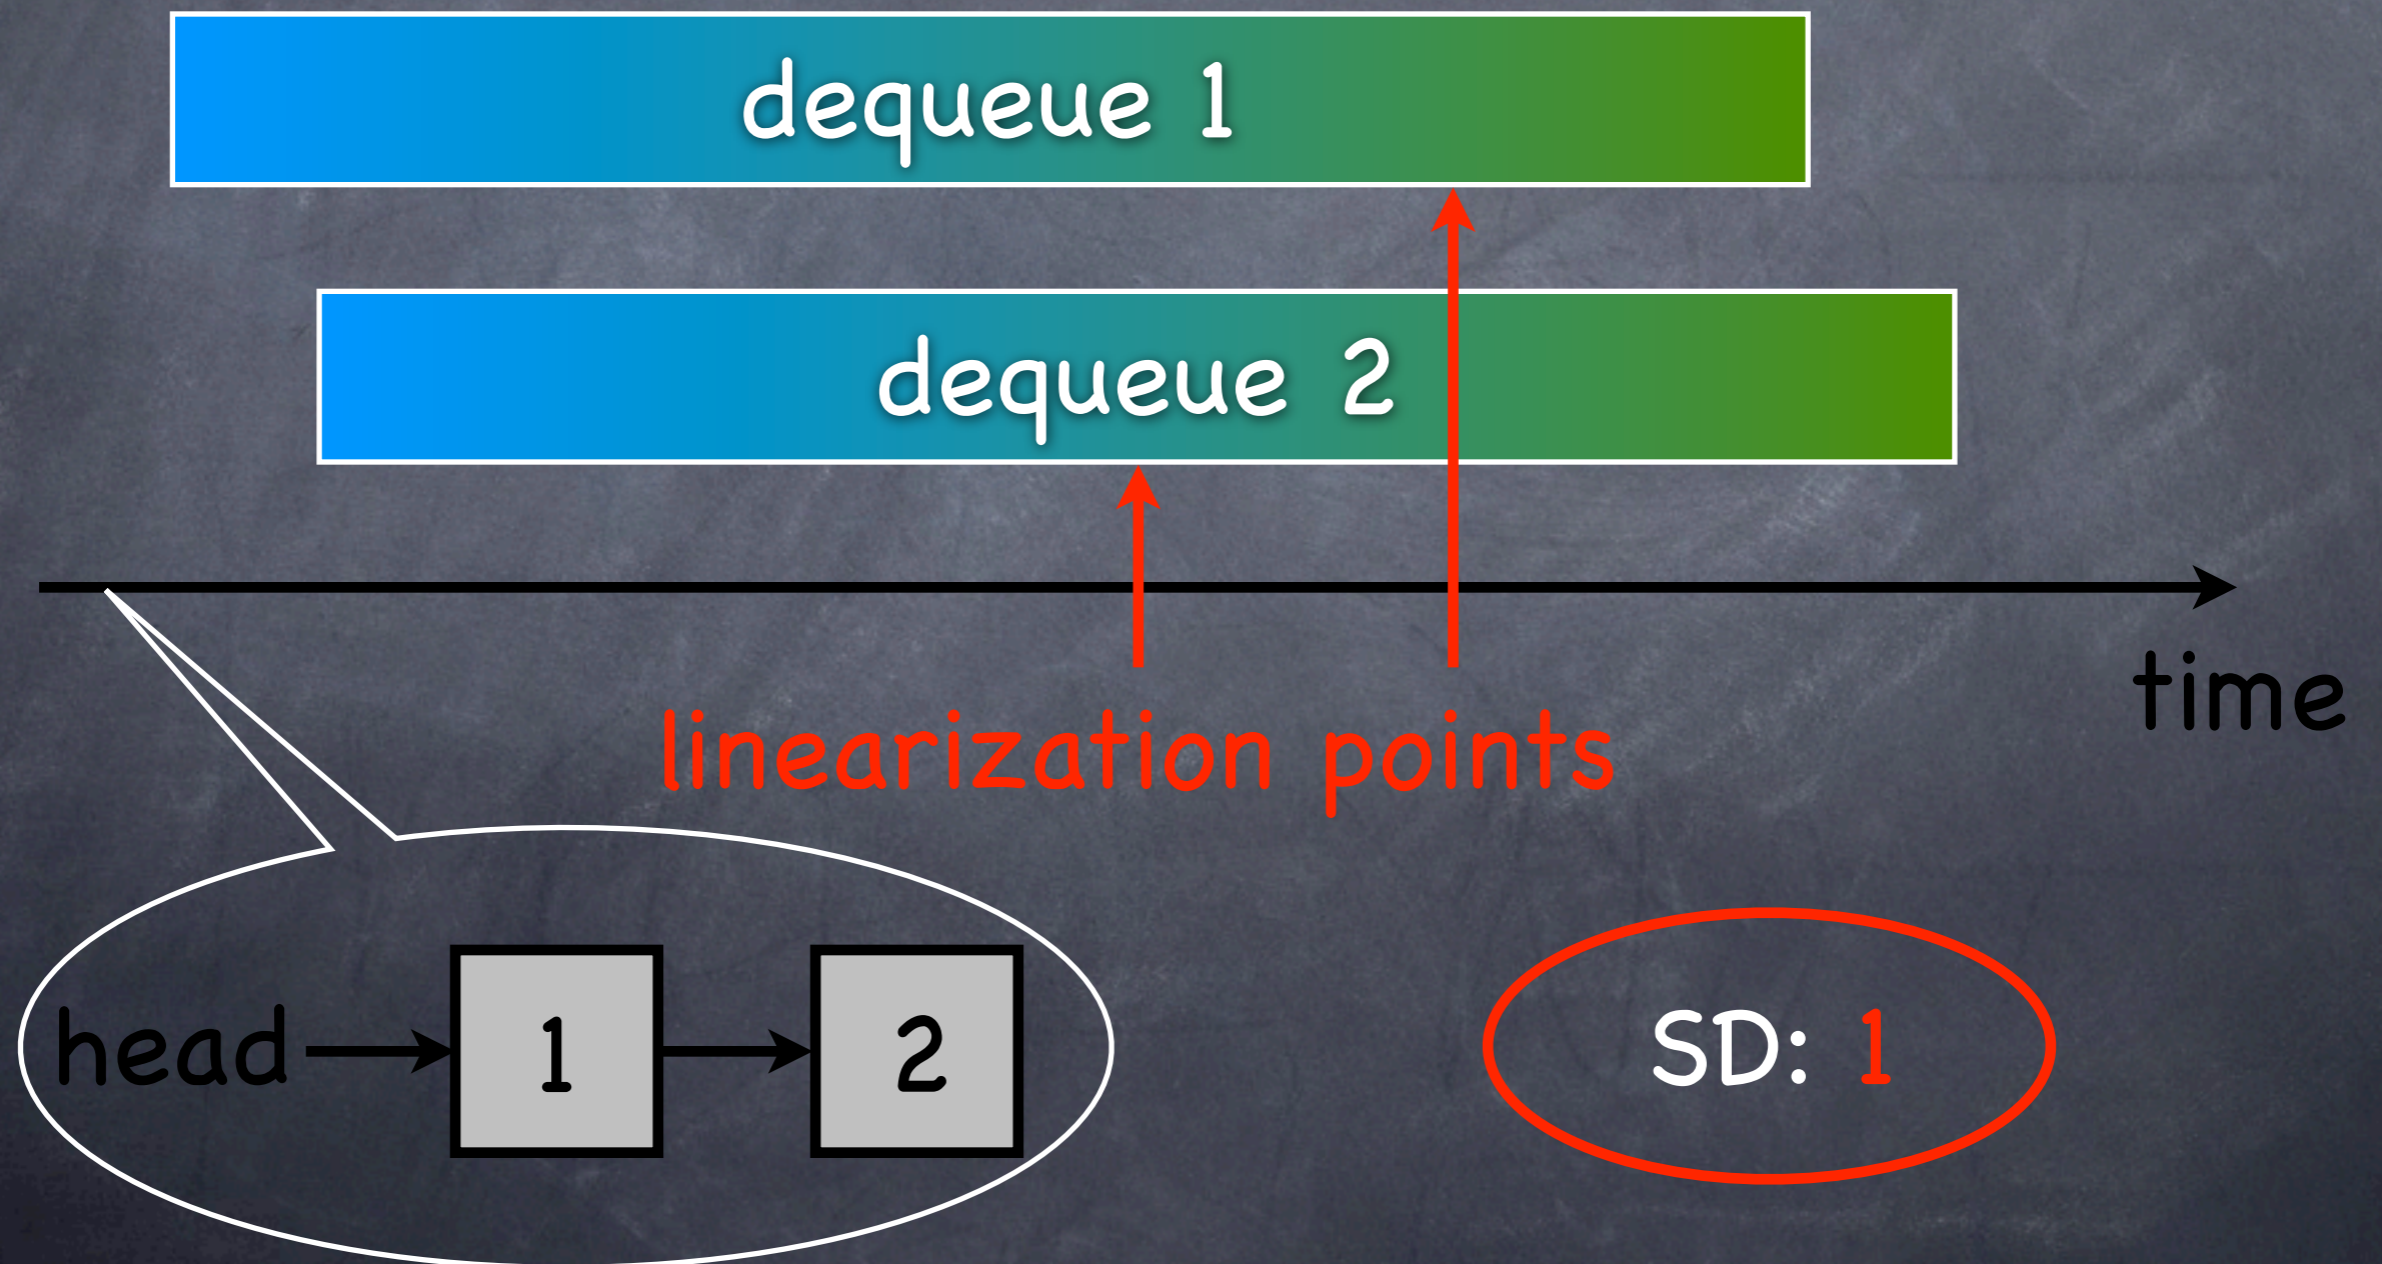 dequeue 1
dequeue 2
time
linearization points
head
1
2
SD: 1